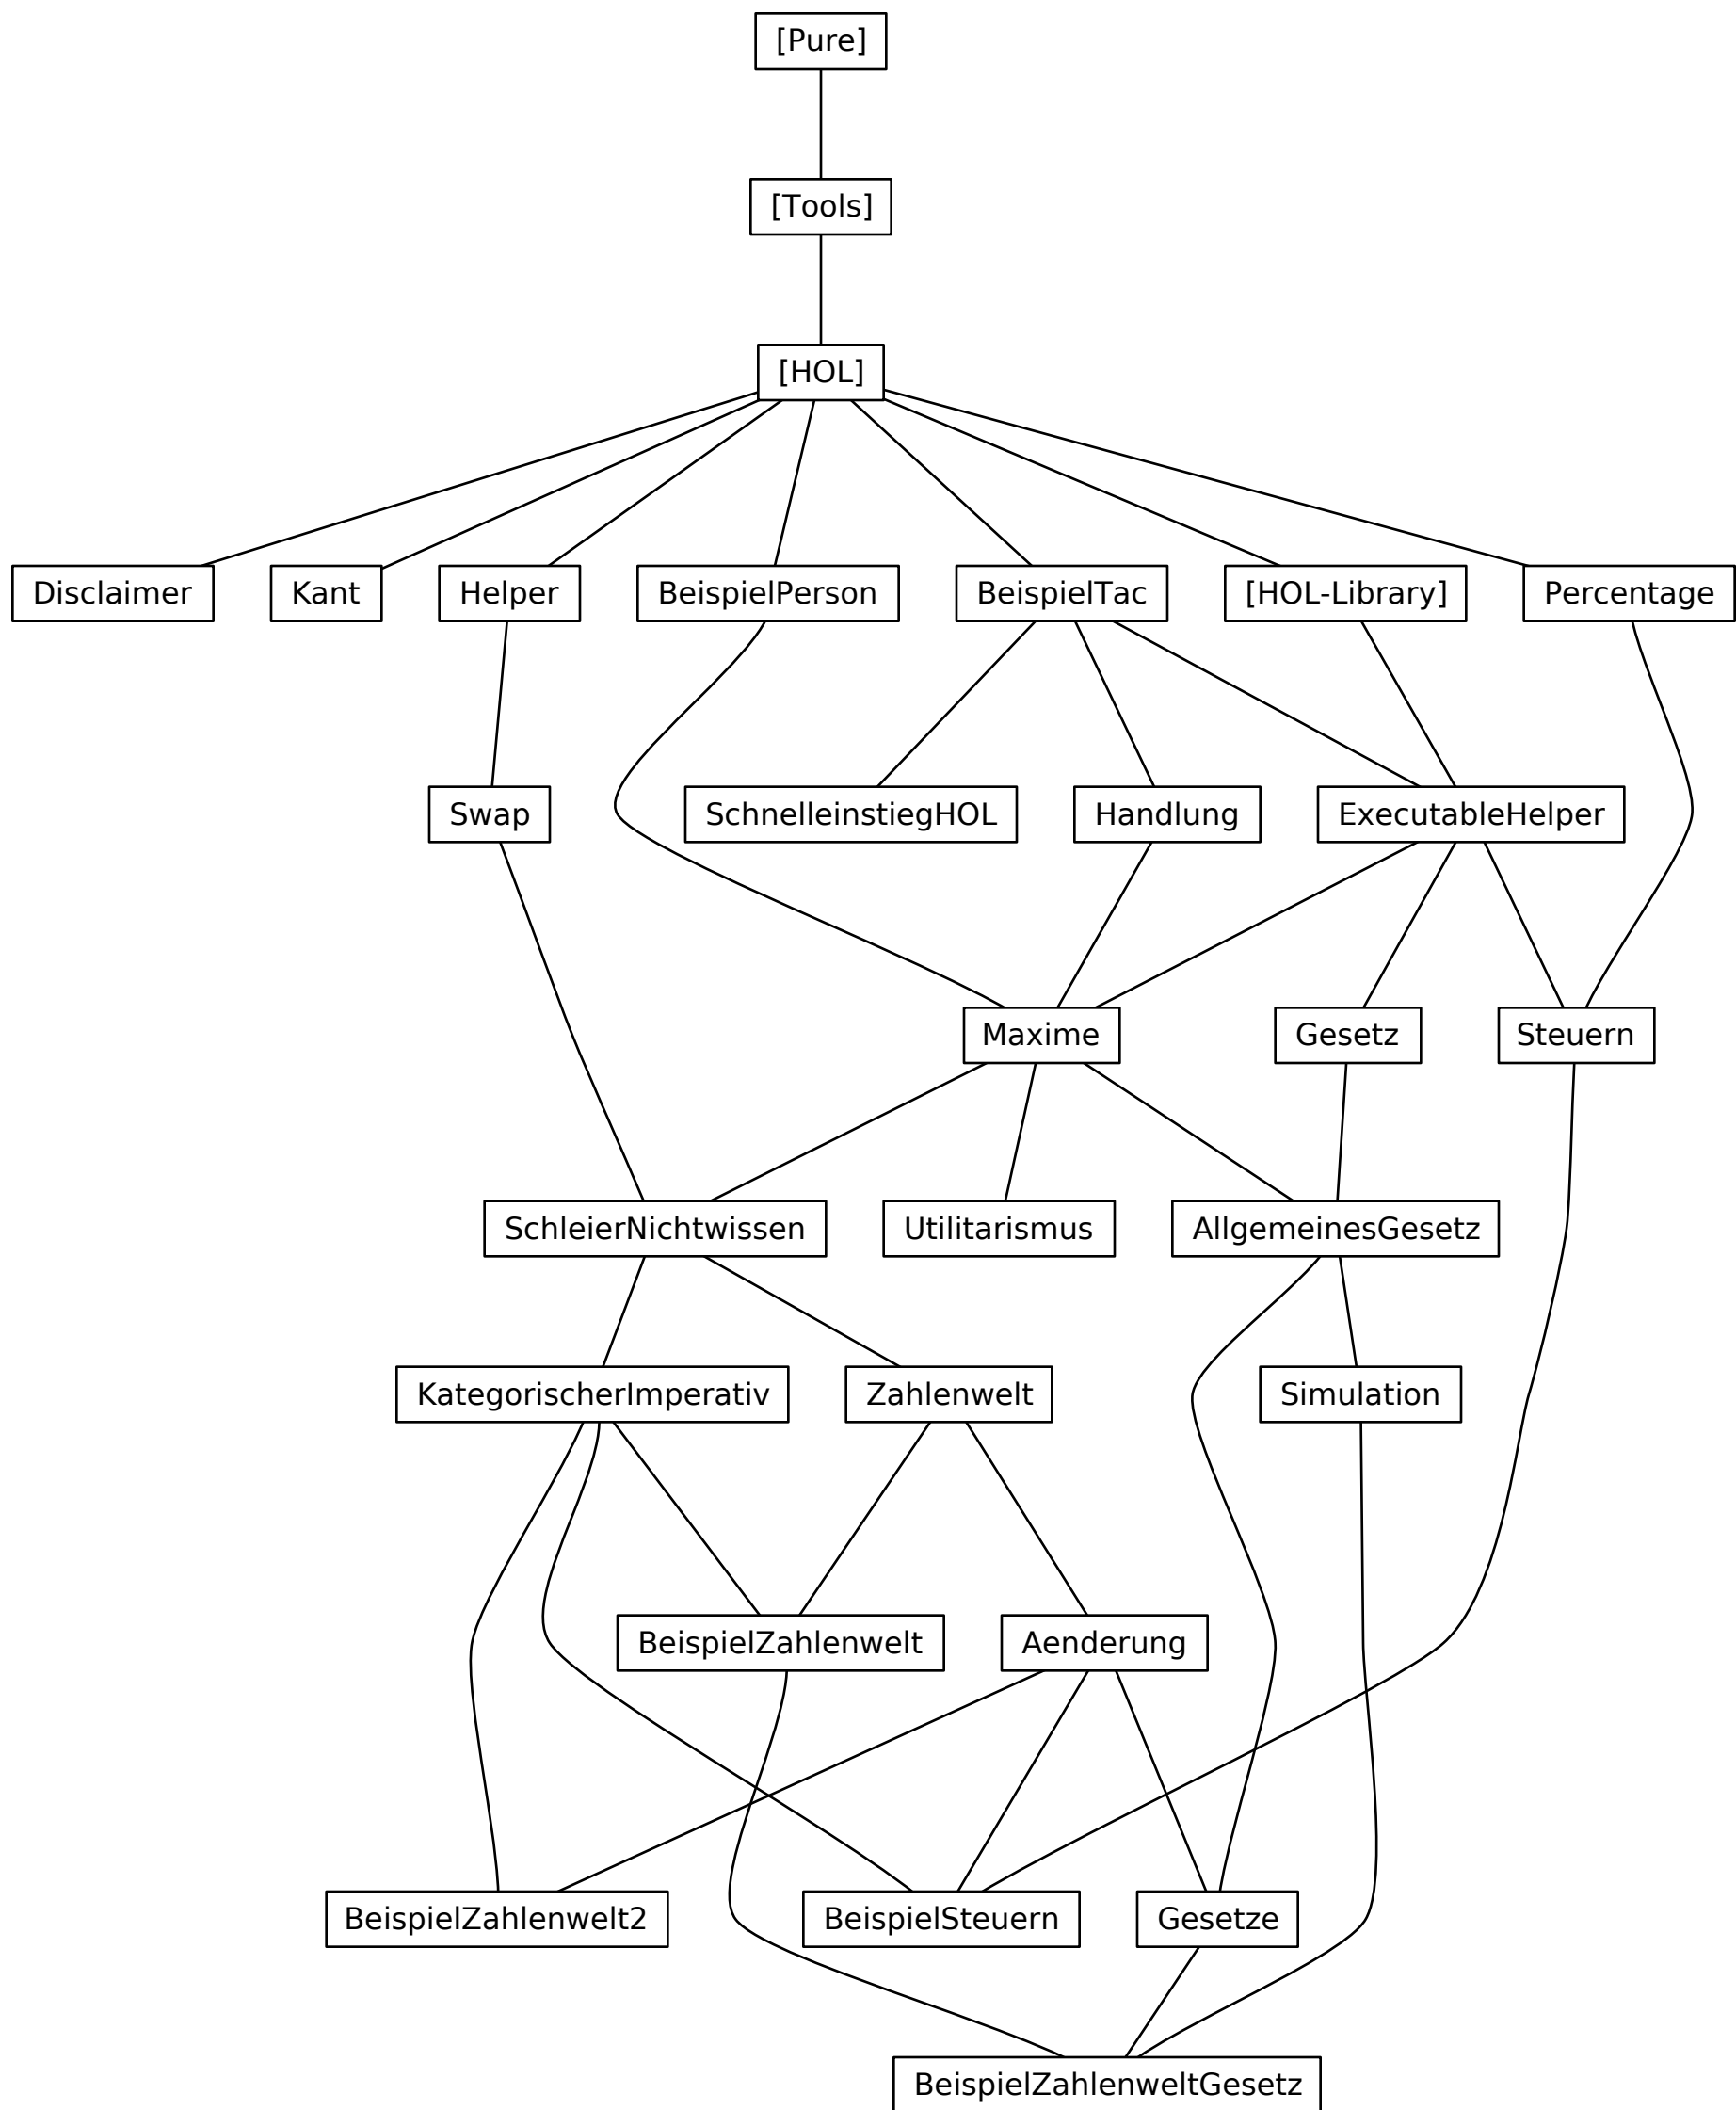 [Pure]
[Tools]
[HOL]
Disclaimer
Kant
Helper
BeispielPerson
BeispielTac
[HOL-Library]
Percentage
Swap
SchnelleinstiegHOL
Handlung
ExecutableHelper
Maxime
Gesetz
Steuern
SchleierNichtwissen
Utilitarismus
AllgemeinesGesetz
KategorischerImperativ
Zahlenwelt
Simulation
BeispielZahlenwelt
Aenderung
BeispielZahlenwelt2
BeispielSteuern
Gesetze
BeispielZahlenweltGesetz